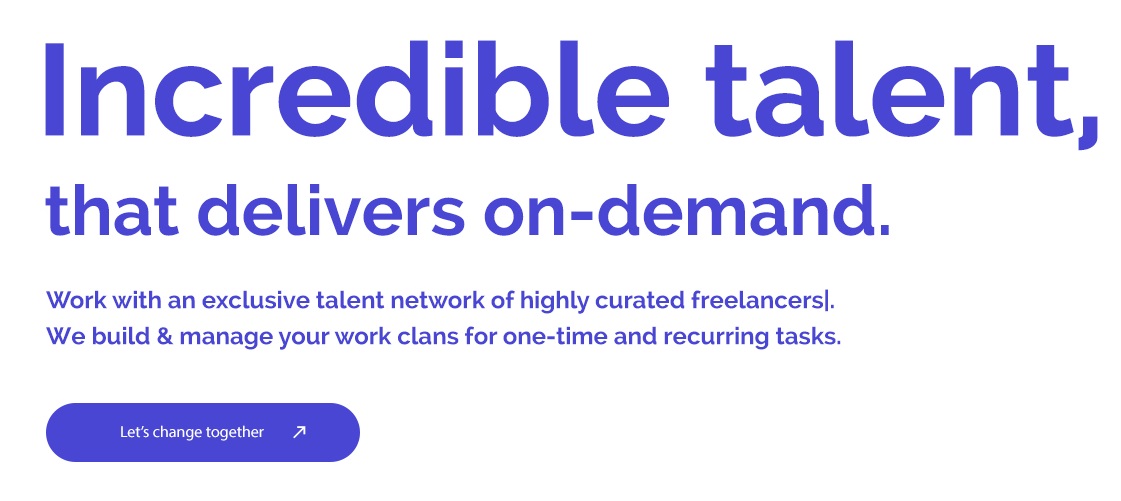 Incredible talent,
that delivers on-demand.
Work with an exclusive talent network of highly curated freelancers|.
We build & manage your work clans for one-time and recurring tasks.
Let's change together